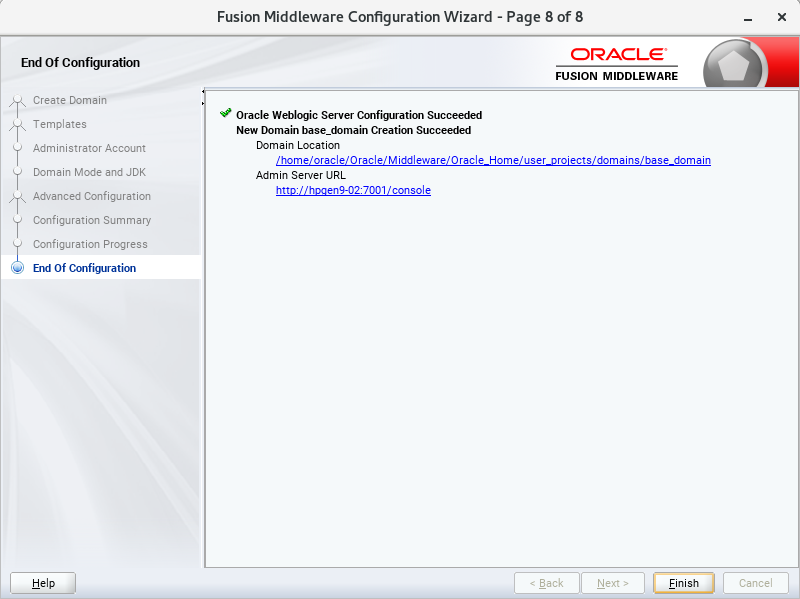 Fusion Middleware Configuration Wizard - Page 8 of 8
End Of Configuration
ORACLE
FUSION MIDDLEWARE
Create Domain
Templates
Administrator Account
Domain Mode and JDK
Advanced Configuration
Configuration Summary
Configuration Progress
End Of Configuration
Oracle Weblogic Server Configuration Succeeded
New Domain base_domain Creation Succeeded
Domain Location
/home/oracle/Oracle/Middleware/Oracle_Home/user_projects/domains/base_domain
Admin Server URL
http://hpgen9-02:7001/console
Help
< Back
Next >
Finish
Cancel